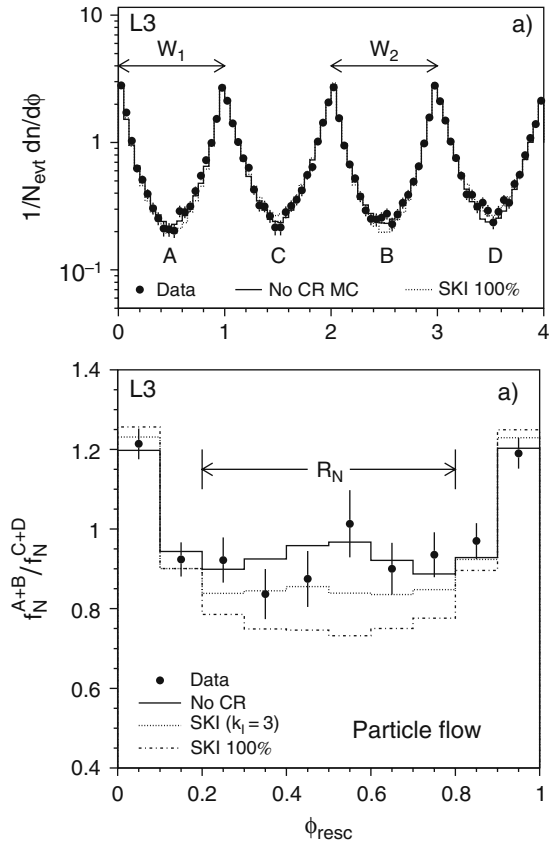 L3
a)
W₁
W₂
10
1
10⁻¹
1/N_evt dn/dϕ
A
C
B
D
Data
No CR MC
SKI 100%
0
1
2
3
4
L3
a)
R_N
1.4
1.2
1
0.8
0.6
0.4
f_N^{A+B}/f_N^{C+D}
Data
No CR
SKI (k_I = 3)
SKI 100%
Particle flow
0
0.2
0.4
0.6
0.8
1
ϕ_resc